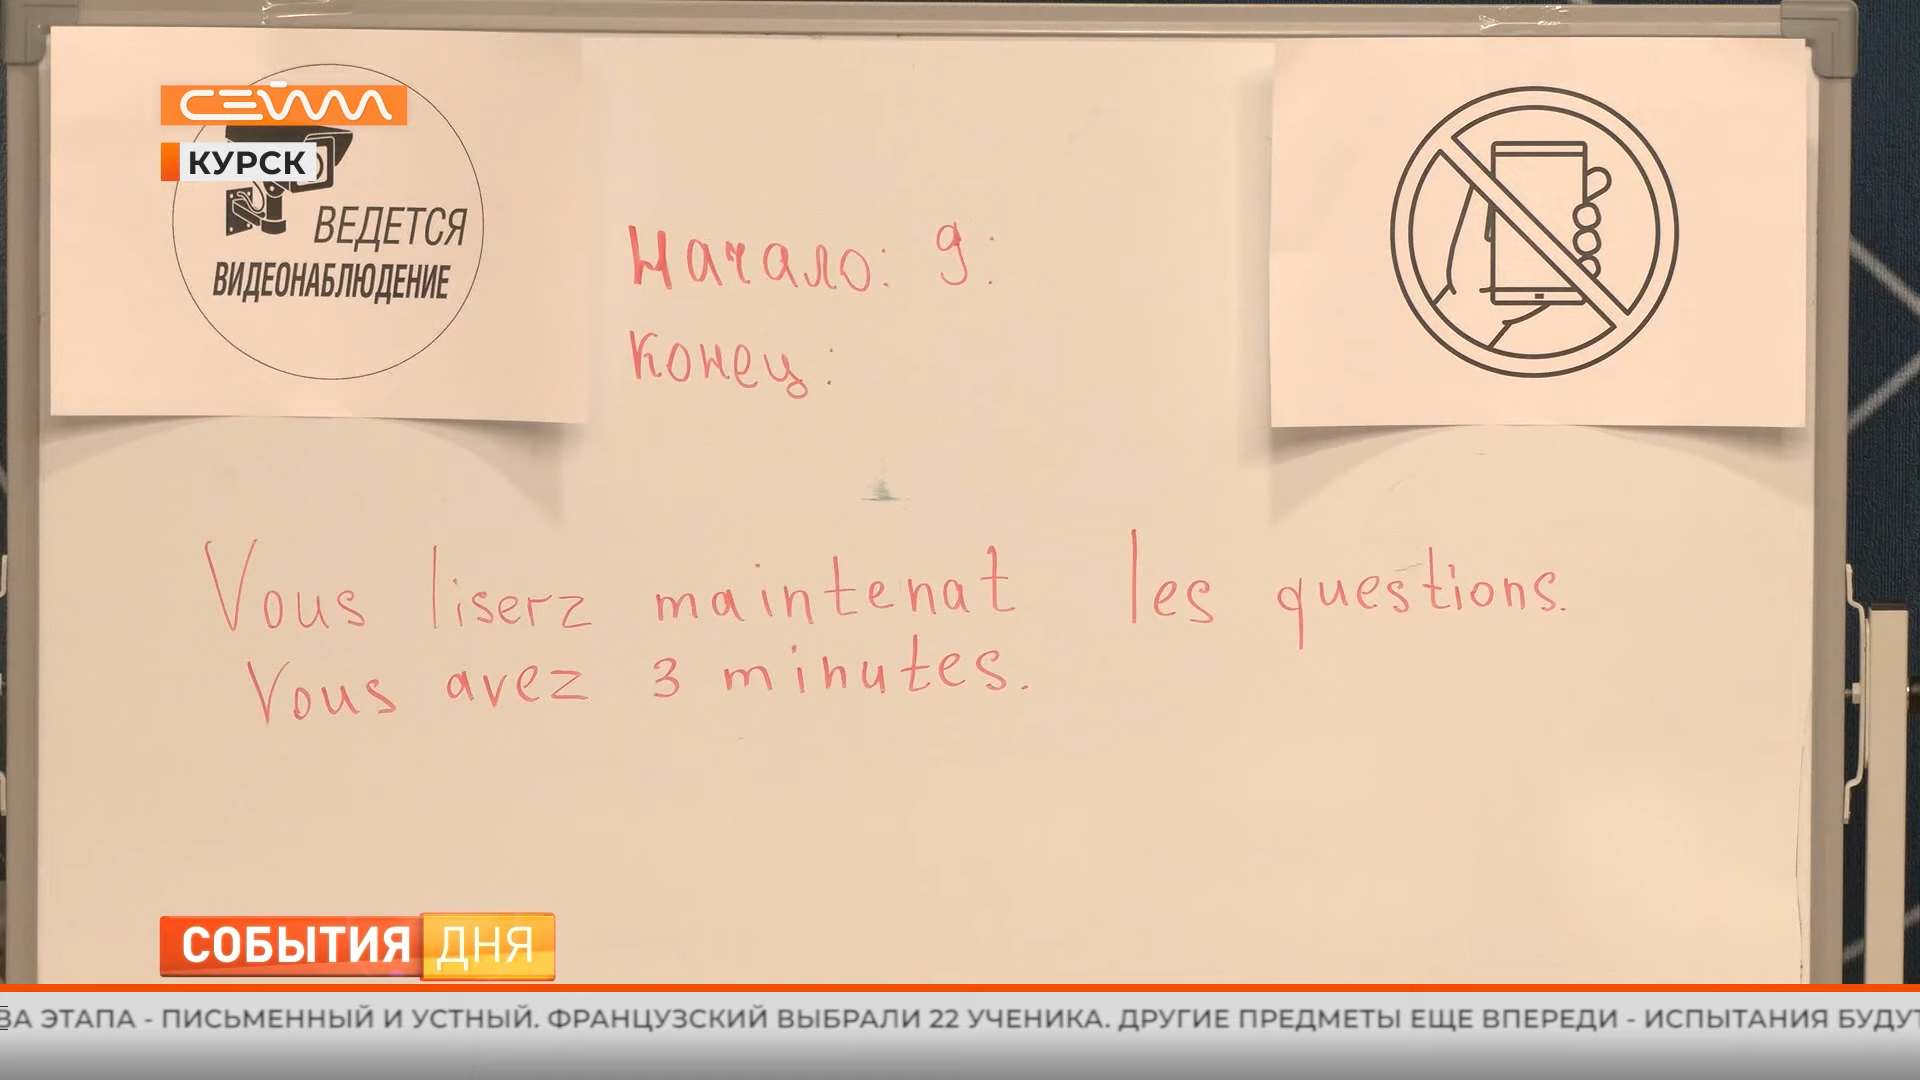 СЕЙМ
КУРСК
ВЕДЕТСЯ
ВИДЕОНАБЛЮДЕНИЕ
Начало: 9:
Конец:
Vous liserz maintenat les questions.
Vous avez 3 minutes.
СОБЫТИЯ ДНЯ
ВА ЭТАПА - ПИСЬМЕННЫЙ И УСТНЫЙ. ФРАНЦУЗСКИЙ ВЫБРАЛИ 22 УЧЕНИКА. ДРУГИЕ ПРЕДМЕТЫ ЕЩЕ ВПЕРЕДИ - ИСПЫТАНИЯ БУДУТ